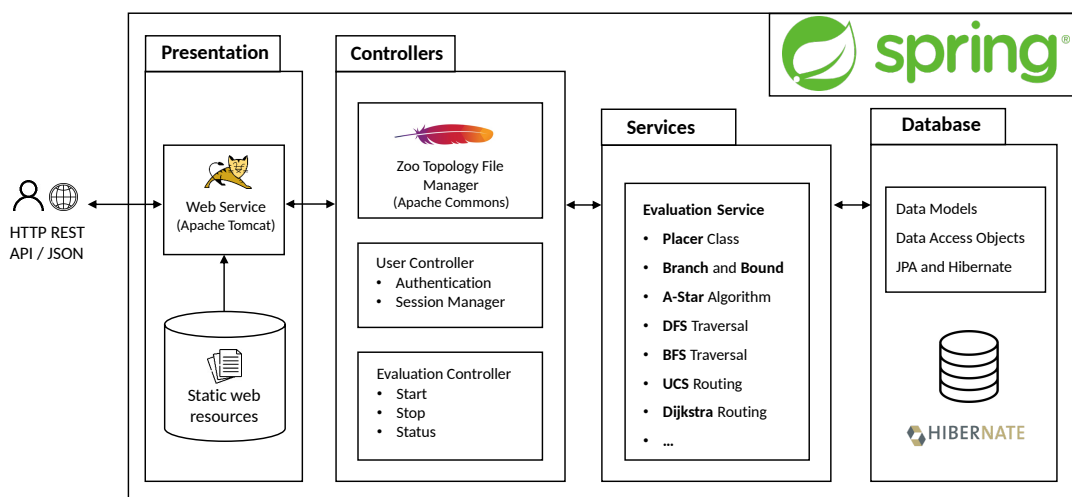 spring®
Presentation
Controllers
Services
Database
HTTP REST
API / JSON
Web Service
(Apache Tomcat)
Static web
resources
Zoo Topology File
Manager
(Apache Commons)
User Controller
• Authentication
• Session Manager
Evaluation Controller
• Start
• Stop
• Status
Evaluation Service
• Placer Class
• Branch and Bound
• A-Star Algorithm
• DFS Traversal
• BFS Traversal
• UCS Routing
• Dijkstra Routing
• ...
Data Models
Data Access Objects
JPA and Hibernate
HIBERNATE